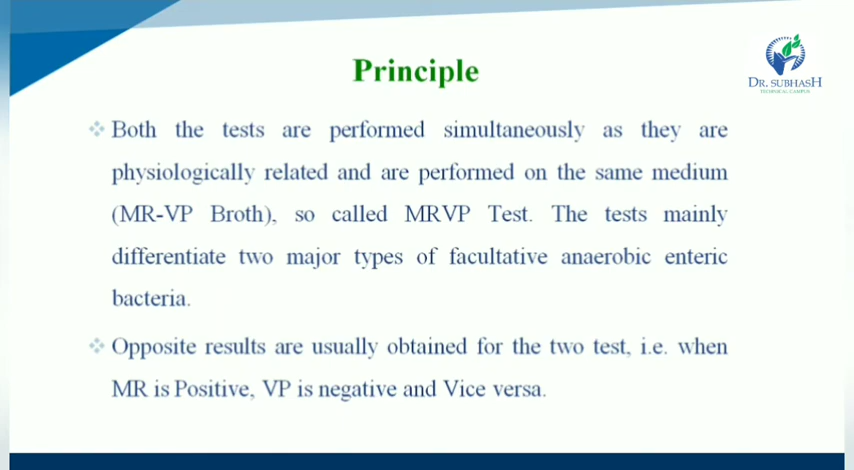 Principle
DR. SUBHASH
TECHNICAL CAMPUS
Both the tests are performed simultaneously as they are
physiologically related and are performed on the same medium
(MR-VP Broth), so called MRVP Test. The tests mainly
differentiate two major types of facultative anaerobic enteric
bacteria.
Opposite results are usually obtained for the two test, i.e. when
MR is Positive, VP is negative and Vice versa.